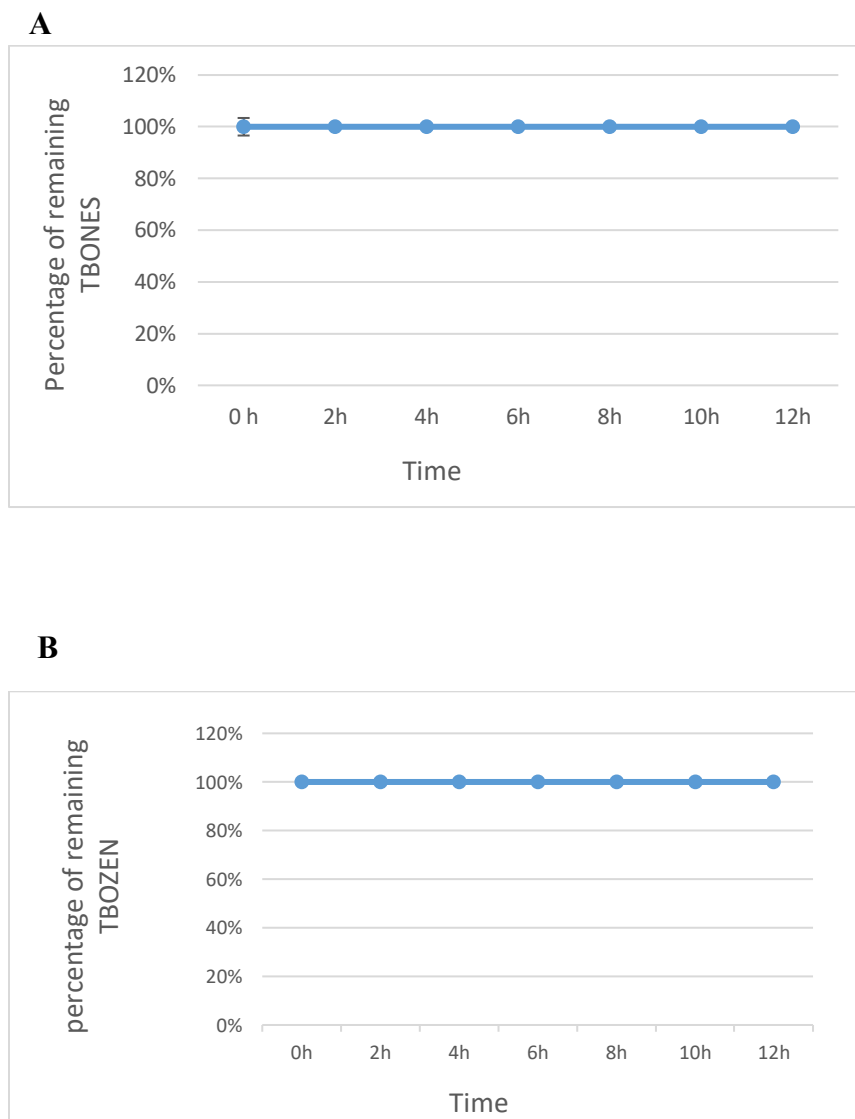 A
Percentage of remaining
TBONES
120%
100%
80%
60%
40%
20%
0%
0 h 2h 4h 6h 8h 10h 12h
Time
B
percentage of remaining
TBOZEN
120%
100%
80%
60%
40%
20%
0%
0h 2h 4h 6h 8h 10h 12h
Time